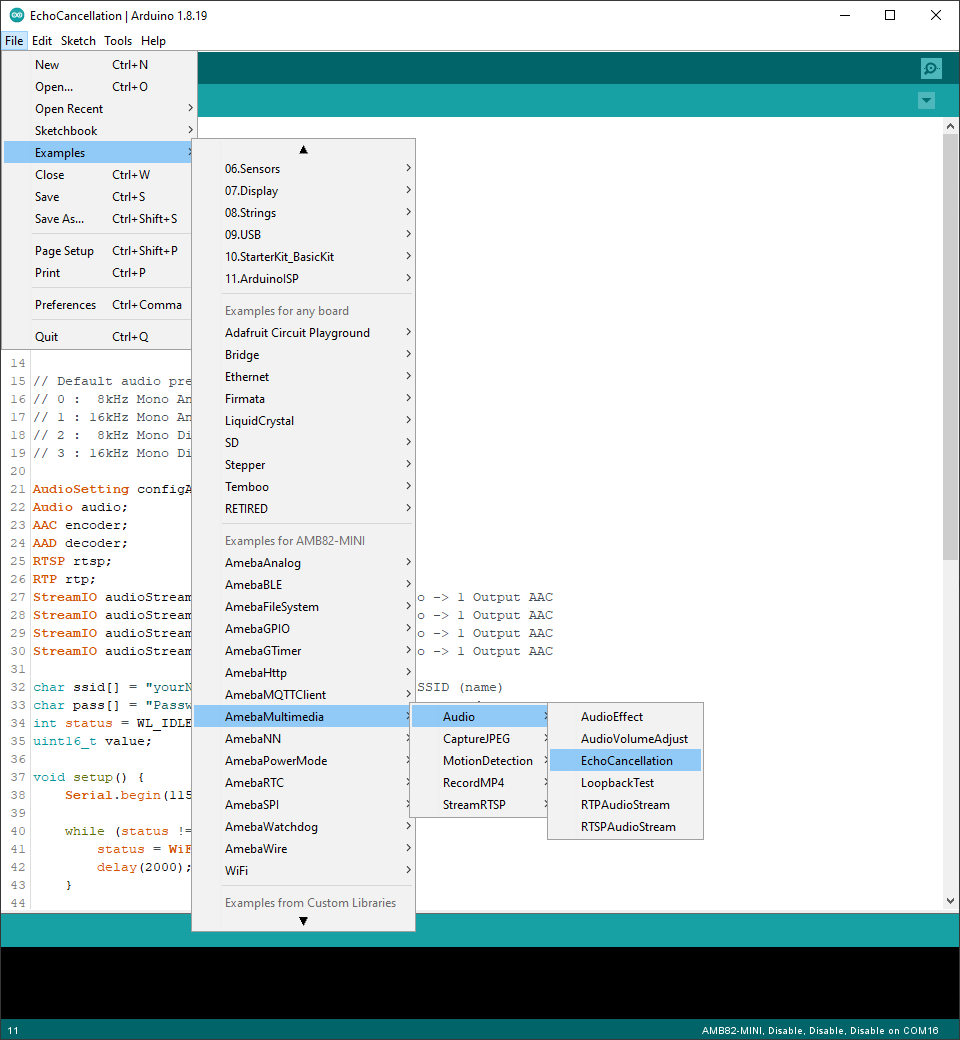 EchoCancellation | Arduino 1.8.19
File Edit Sketch Tools Help
New Ctrl+N
Open... Ctrl+O
Open Recent
Sketchbook
Examples
Close Ctrl+W
Save Ctrl+S
Save As... Ctrl+Shift+S
Page Setup Ctrl+Shift+P
Print Ctrl+P
Preferences Ctrl+Comma
Quit Ctrl+Q
06.Sensors
07.Display
08.Strings
09.USB
10.StarterKit_BasicKit
11.ArduinoISP
Examples for any board
Adafruit Circuit Playground
Bridge
Ethernet
Firmata
LiquidCrystal
SD
Stepper
Temboo
RETIRED
Examples for AMB82-MINI
AmebaAnalog
AmebaBLE
AmebaFileSystem
AmebaGPIO
AmebaGTimer
AmebaHttp
AmebaMQTTClient
AmebaMultimedia
AmebaNN
AmebaPowerMode
AmebaRTC
AmebaSPI
AmebaWatchdog
AmebaWire
WiFi
Examples from Custom Libraries
Audio
CaptureJPEG
MotionDetection
RecordMP4
StreamRTSP
AudioEffect
AudioVolumeAdjust
EchoCancellation
LoopbackTest
RTPAudioStream
RTSPAudioStream
14
15 // Default audio pre
16 // 0 :  8kHz Mono An
17 // 1 : 16kHz Mono An
18 // 2 :  8kHz Mono Di
19 // 3 : 16kHz Mono Di
20
21 AudioSetting configA
22 Audio audio;
23 AAC encoder;
24 AAD decoder;
25 RTSP rtsp;
26 RTP rtp;
27 StreamIO audioStream o -> 1 Output AAC
28 StreamIO audioStream o -> 1 Output AAC
29 StreamIO audioStream o -> 1 Output AAC
30 StreamIO audioStream o -> 1 Output AAC
31
32 char ssid[] = "yourN SSID (name)
33 char pass[] = "Passw
34 int status = WL_IDLE
35 uint16_t value;
36
37 void setup() {
38 Serial.begin(115
39
40 while (status !=
41 status = WiF
42 delay(2000);
43 }
44
11 AMB82-MINI, Disable, Disable, Disable on COM16